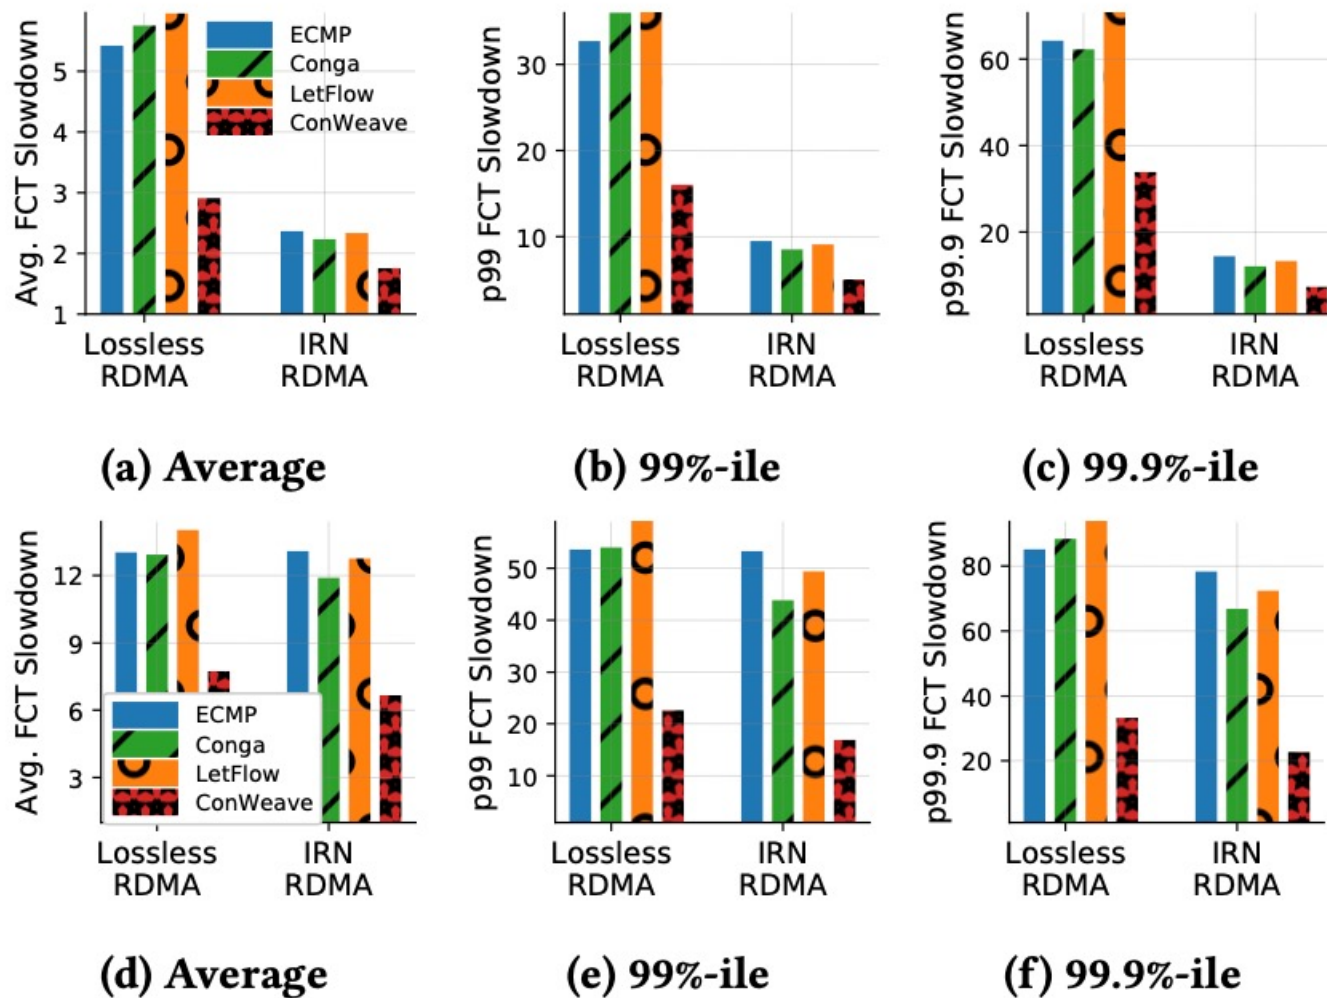 Avg. FCT Slowdown
5
4
3
2
1
ECMP
Conga
LetFlow
ConWeave
Lossless
RDMA
IRN
RDMA
(a) Average
p99 FCT Slowdown
30
20
10
Lossless
RDMA
IRN
RDMA
(b) 99%-ile
p99.9 FCT Slowdown
60
40
20
Lossless
RDMA
IRN
RDMA
(c) 99.9%-ile
Avg. FCT Slowdown
12
9
6
3
ECMP
Conga
LetFlow
ConWeave
Lossless
RDMA
IRN
RDMA
(d) Average
p99 FCT Slowdown
50
40
30
20
10
Lossless
RDMA
IRN
RDMA
(e) 99%-ile
p99.9 FCT Slowdown
80
60
40
20
Lossless
RDMA
IRN
RDMA
(f) 99.9%-ile